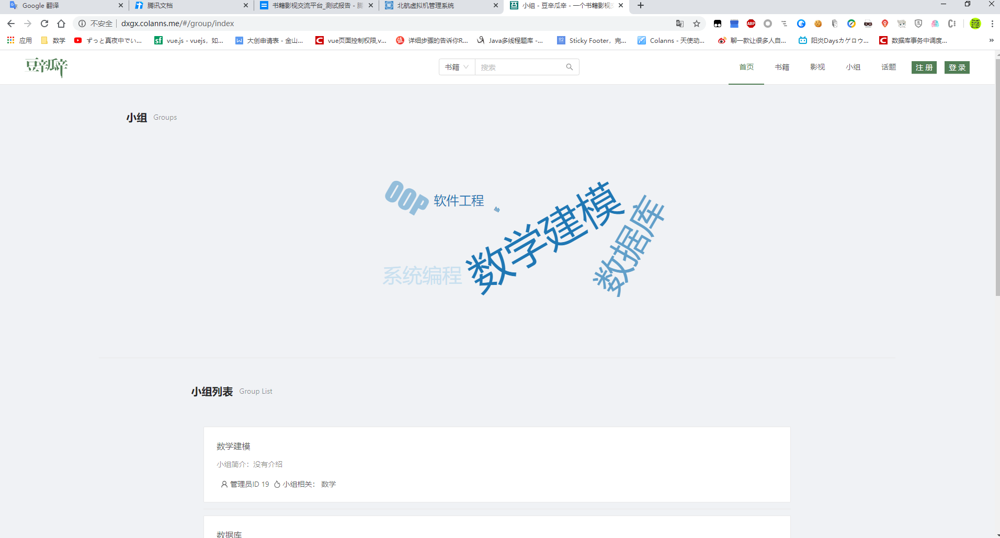 Google 翻译
腾讯文档
书籍影视交流平台_测试报告 - 腾
北航虚拟机管理系统
小组 - 豆辛瓜辛 - 一个书籍影视交
不安全 dxgx.colanns.me/#/group/index
应用 数学 ずっと真夜中でい... vue.js - vuejs，如... 大创申请表 - 金山... vue页面控制权限,v... 详细步骤的告诉你R... Java多线程题库 -... Sticky Footer，完... Colanns - 天使动... 聊一款让很多人自... 阳炎Daysカゲロウ... 数据库事务中调度... »
豆辛瓜辛
书籍 搜索
首页 书籍 影视 小组 话题 注 册 登 录
小组 Groups
OOP
软件工程
hh
数学建模
数据库
系统编程
小组列表 Group List
数学建模
小组简介：没有介绍
管理员ID 19 小组相关： 数学
数据库